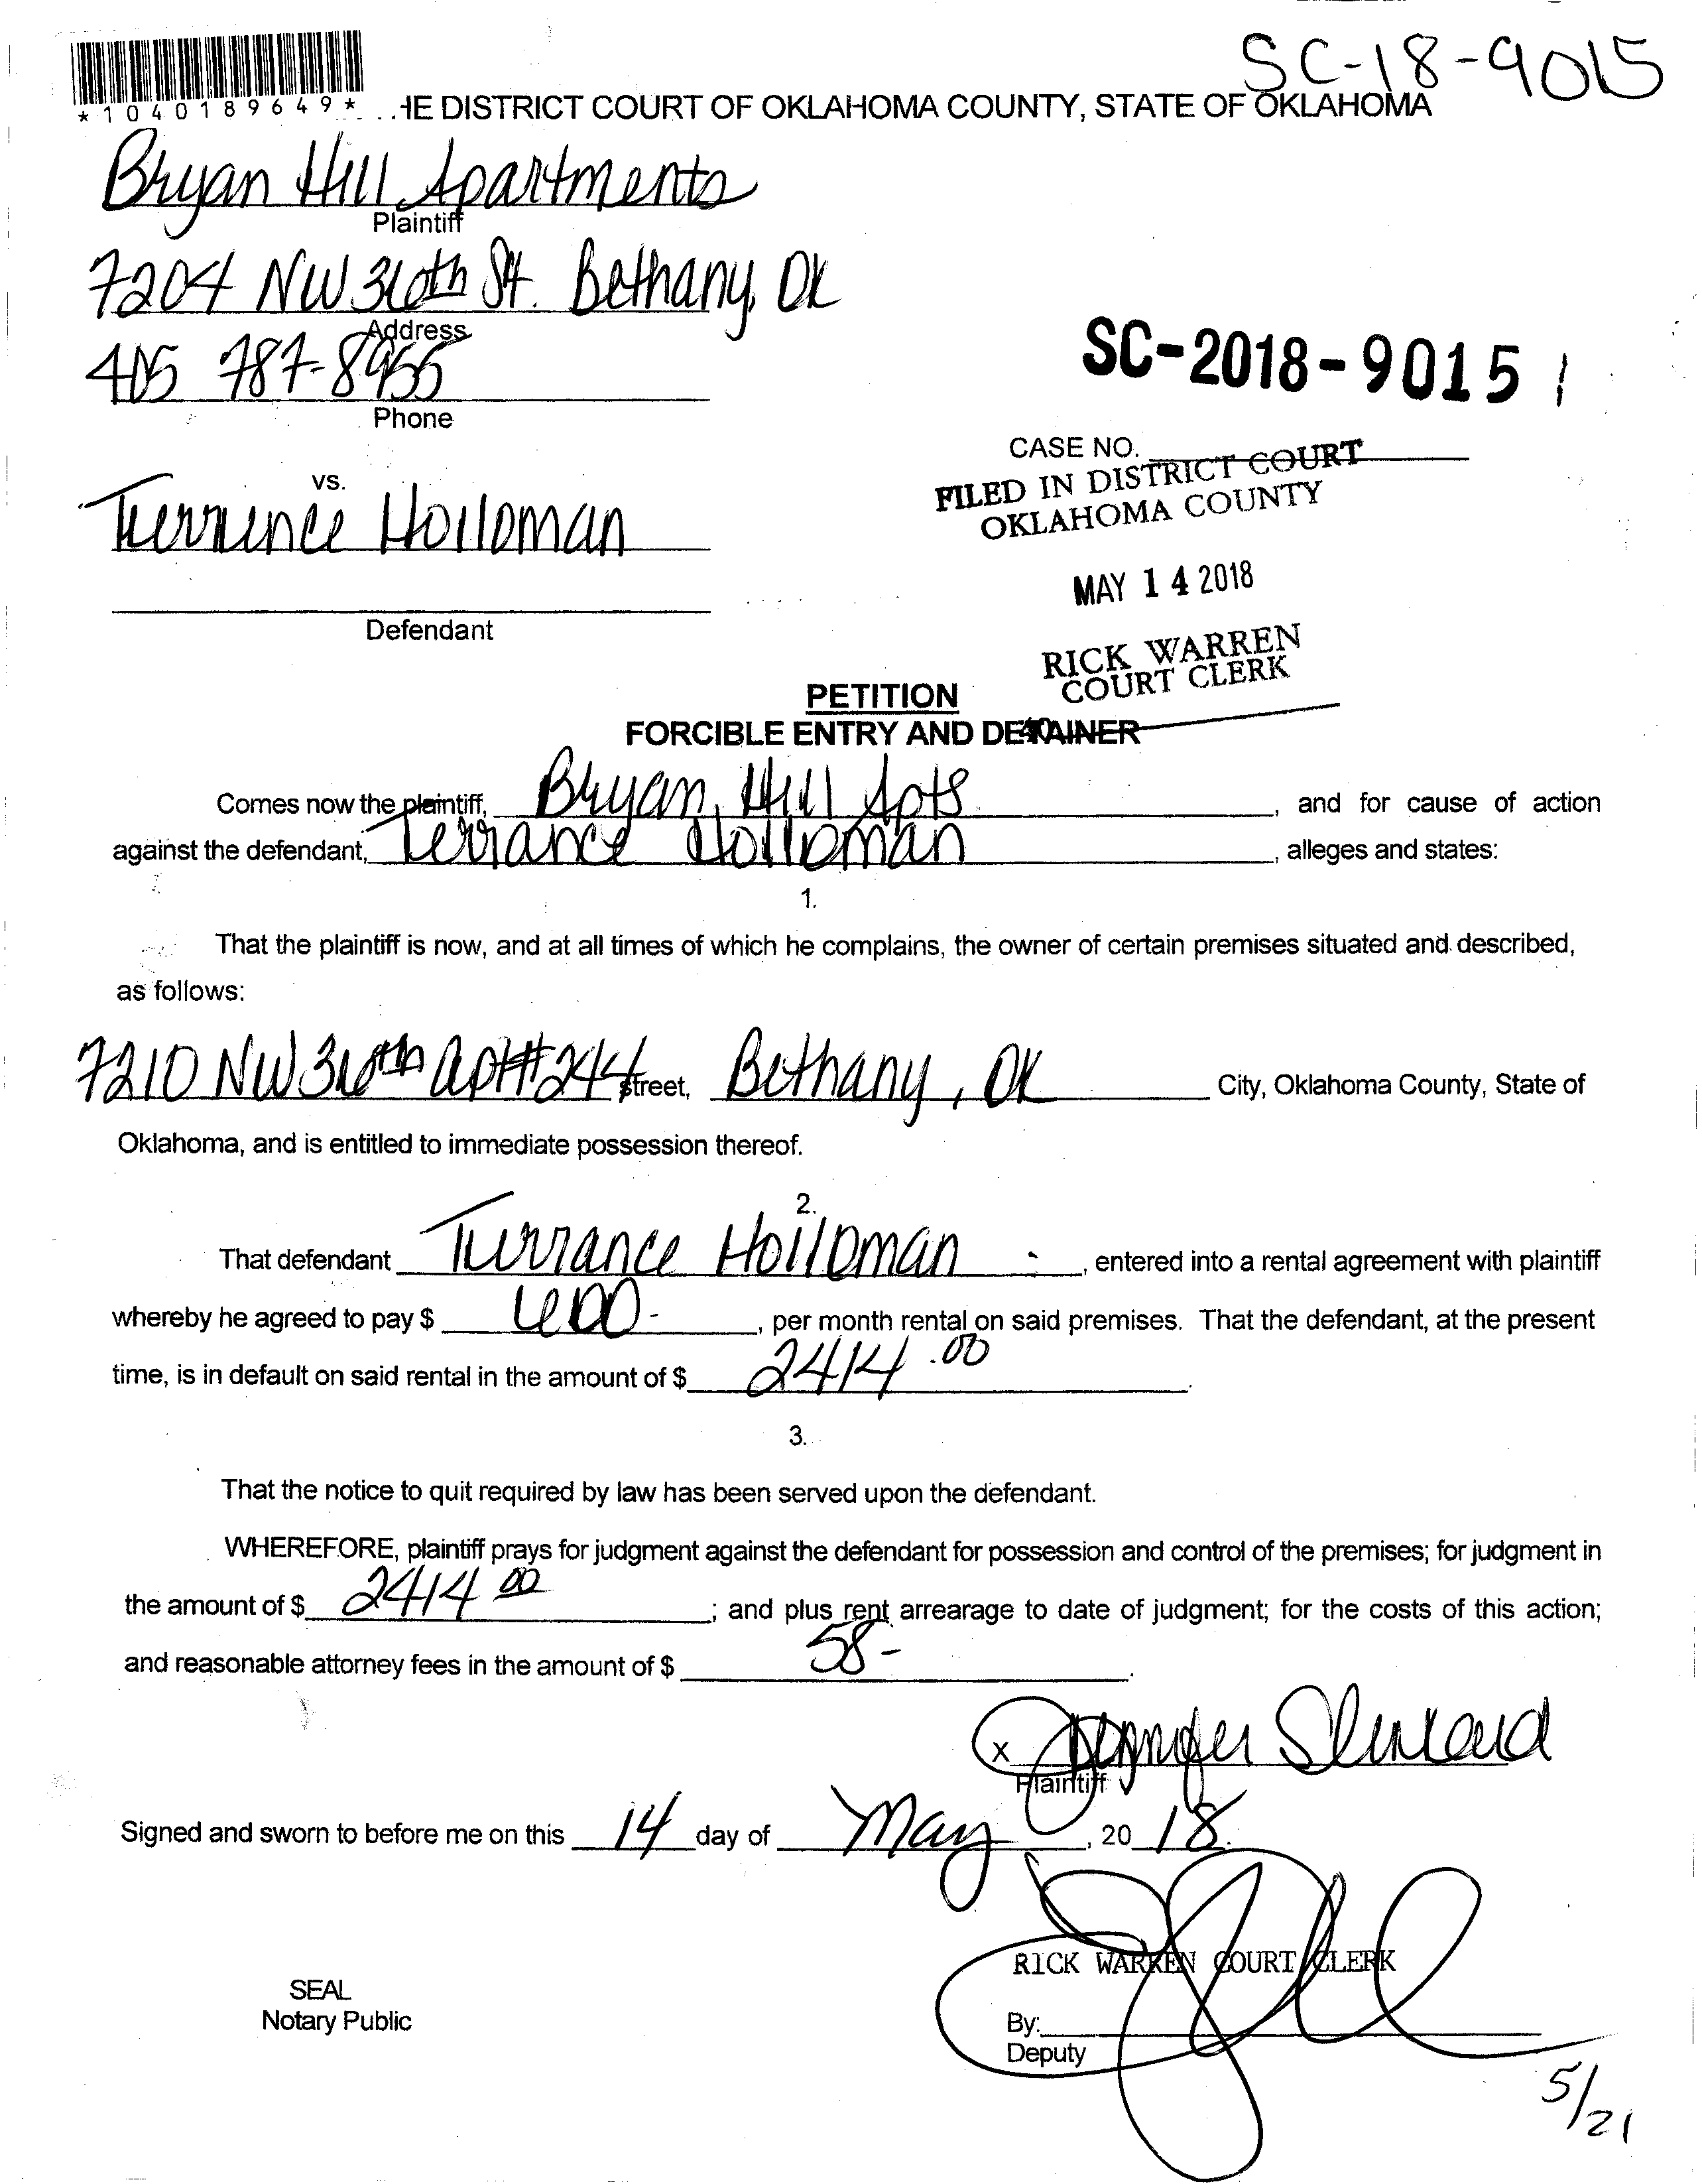 SC-18-9015
*1040189649*
HE DISTRICT COURT OF OKLAHOMA COUNTY, STATE OF OKLAHOMA
Bryan Hill Apartments
Plaintiff
7204 NW 36th St. Bethany, OK
Address
405 787-8955
Phone
SC-2018-9015
CASE NO.
FILED IN DISTRICT COURT
OKLAHOMA COUNTY
MAY 14 2018
RICK WARREN
COURT CLERK
vs.
Terrence Holloman
Defendant
PETITION
FORCIBLE ENTRY AND DETAINER
Comes now the plaintiff, Bryan Hill Apts, and for cause of action
against the defendant, Terrance Holloman, alleges and states:
1.
That the plaintiff is now, and at all times of which he complains, the owner of certain premises situated and described,
as follows:
7210 NW 36th apt#244 street, Bethany, OK City, Oklahoma County, State of
Oklahoma, and is entitled to immediate possession thereof.
2.
That defendant Terrance Holloman, entered into a rental agreement with plaintiff
whereby he agreed to pay $ 600-, per month rental on said premises. That the defendant, at the present
time, is in default on said rental in the amount of $ 2414.00.
3.
That the notice to quit required by law has been served upon the defendant.
WHEREFORE, plaintiff prays for judgment against the defendant for possession and control of the premises; for judgment in
the amount of $ 2414 00; and plus rent arrearage to date of judgment; for the costs of this action;
and reasonable attorney fees in the amount of $ 58-.
x Jennifer
Plaintiff
Signed and sworn to before me on this 14 day of May, 20 18.
RICK WARREN COURT CLERK
SEAL
Notary Public
By:
Deputy
5/21